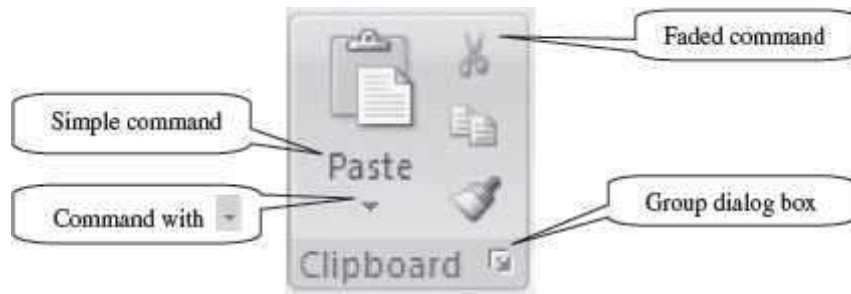 Faded command
Simple command
Paste
Command with
Group dialog box
Clipboard